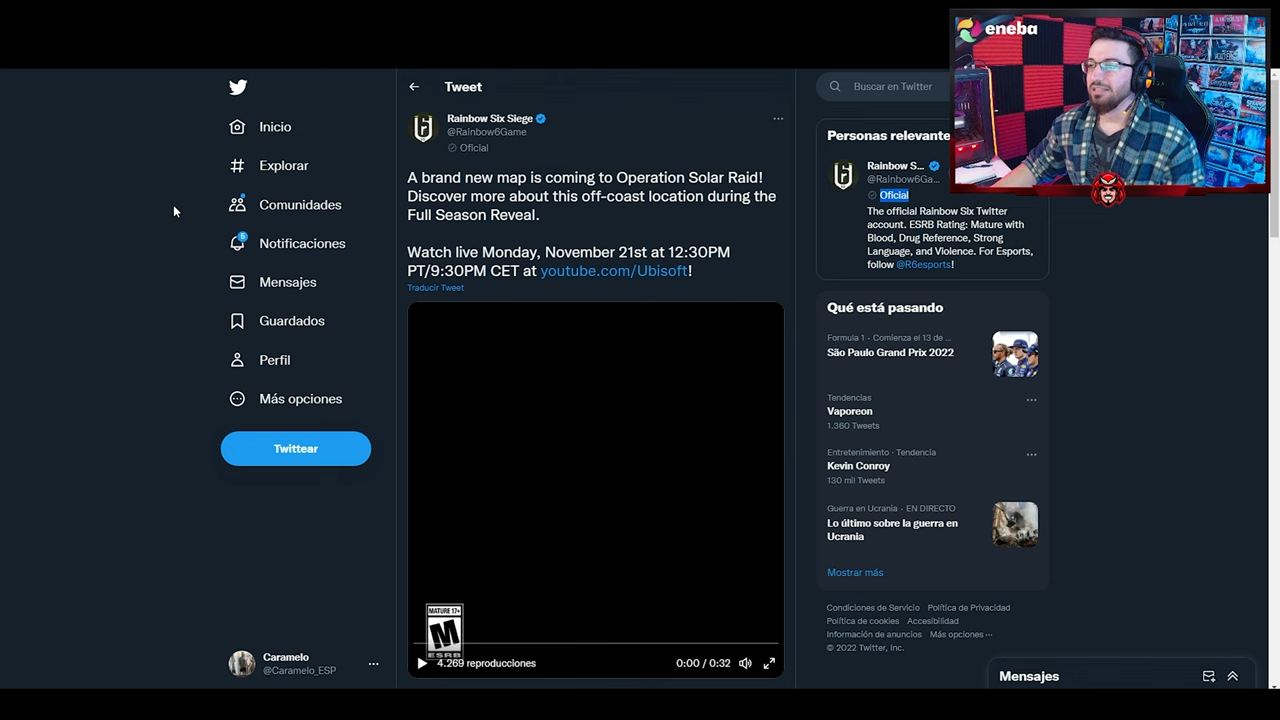 eneba
Inicio
Explorar
Comunidades
5
Notificaciones
Mensajes
Guardados
Perfil
Más opciones
Twittear
Caramelo
@Caramelo_ESP
Tweet
Rainbow Six Siege
@Rainbow6Game
Oficial
A brand new map is coming to Operation Solar Raid!
Discover more about this off-coast location during the
Full Season Reveal.
Watch live Monday, November 21st at 12:30PM
PT/9:30PM CET at youtube.com/Ubisoft!
Traducir Tweet
MATURE 17+
M
ESRB
4.269 reproducciones
0:00 / 0:32
Buscar en Twitter
Personas relevante
Rainbow S...
@Rainbow6Ga...
Oficial
The official Rainbow Six Twitter
account. ESRB Rating: Mature with
Blood, Drug Reference, Strong
Language, and Violence. For Esports,
follow @R6esports!
Qué está pasando
Formula 1 · Comienza el 13 de ...
São Paulo Grand Prix 2022
Tendencias
Vaporeon
1.360 Tweets
Entretenimiento · Tendencia
Kevin Conroy
130 mil Tweets
Guerra en Ucrania · EN DIRECTO
Lo último sobre la guerra en
Ucrania
Mostrar más
Condiciones de Servicio Política de Privacidad
Política de cookies Accesibilidad
Información de anuncios Más opciones ···
© 2022 Twitter, Inc.
Mensajes